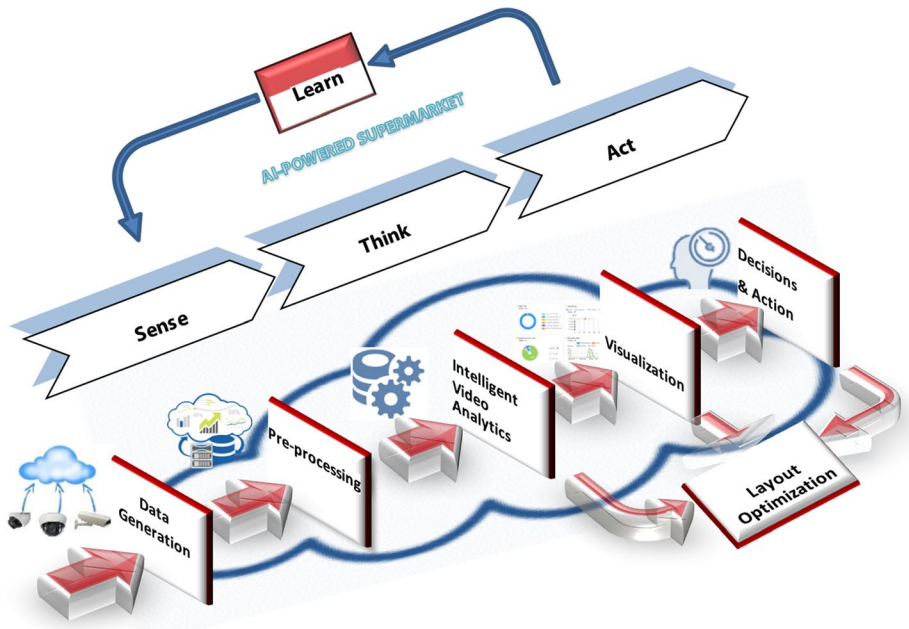 Learn
AI-POWERED SUPERMARKET
Act
Think
Sense
Decisions
& Action
Visualization
Intelligent
Video
Analytics
Pre-processing
Data
Generation
Layout
Optimization